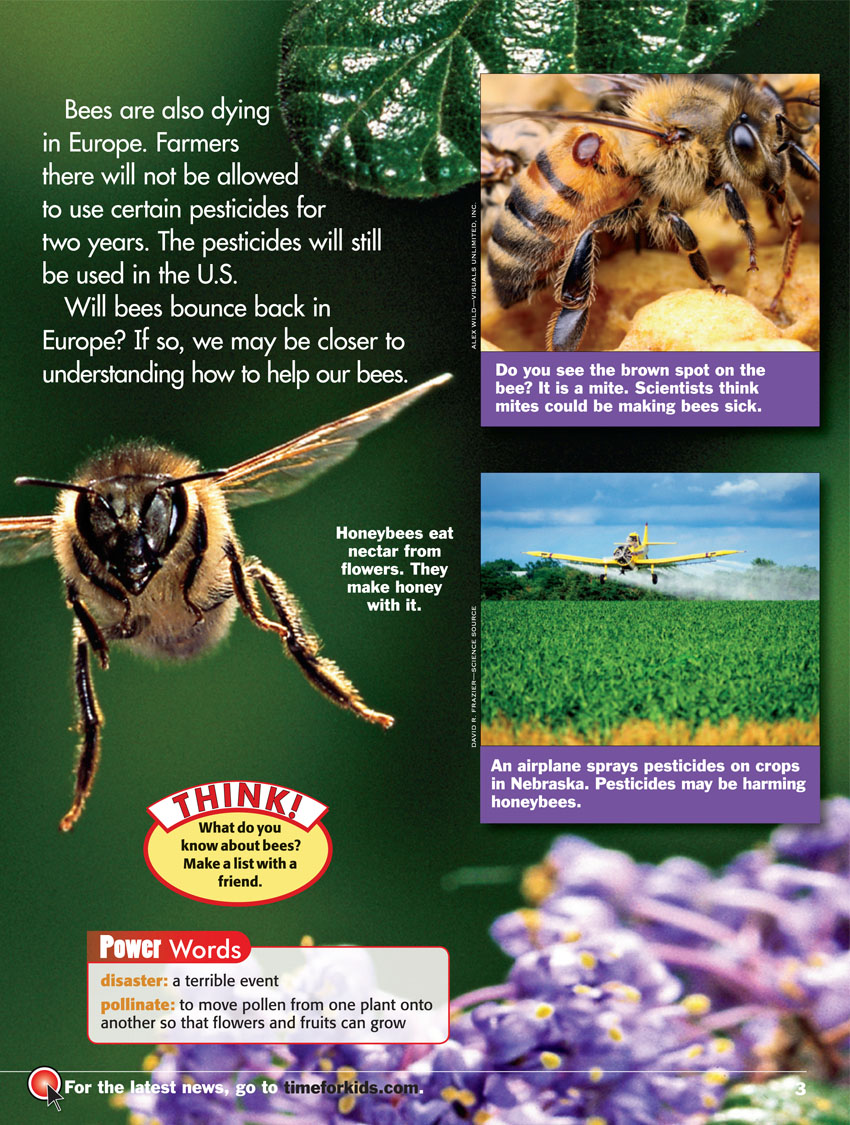 Bees are also dying
in Europe. Farmers
there will not be allowed
to use certain pesticides for
two years. The pesticides will still
be used in the U.S.
Will bees bounce back in
Europe? If so, we may be closer to
understanding how to help our bees.
ALEX WILD—VISUALS UNLIMITED, INC.
Do you see the brown spot on the
bee? It is a mite. Scientists think
mites could be making bees sick.
Honeybees eat
nectar from
flowers. They
make honey
with it.
DAVID R. FRAZIER—SCIENCE SOURCE
An airplane sprays pesticides on crops
in Nebraska. Pesticides may be harming
honeybees.
THINK!
What do you
know about bees?
Make a list with a
friend.
Power Words
disaster: a terrible event
pollinate: to move pollen from one plant onto
another so that flowers and fruits can grow
For the latest news, go to timeforkids.com.
3